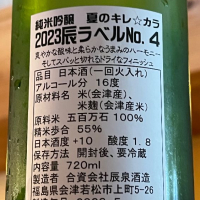 純米吟醸 夏のキレ☆カラ
2023辰ラベルNo.4
爽やかな酸味と柔らかなうまみのハーモニー
そしてスパッと切れるドライなフィニッシュ
品目 日本酒(一回火入れ)
アルコール分 16度
原材料名 米(会津産)、
米麹(会津産米)
使用米 五百万石 100%
精米歩合 55%
日本酒度+10 酸度 1.8
保存方法 開封後、要冷蔵
内容量 720ml
製造者 合資会社辰泉酒造
福島県会津若松市上町5-26